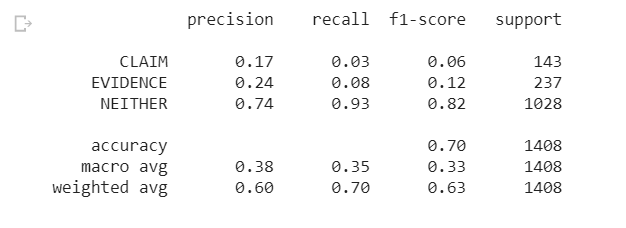 precision recall f1-score support
CLAIM 0.17 0.03 0.06 143
EVIDENCE 0.24 0.08 0.12 237
NEITHER 0.74 0.93 0.82 1028
accuracy 0.70 1408
macro avg 0.38 0.35 0.33 1408
weighted avg 0.60 0.70 0.63 1408